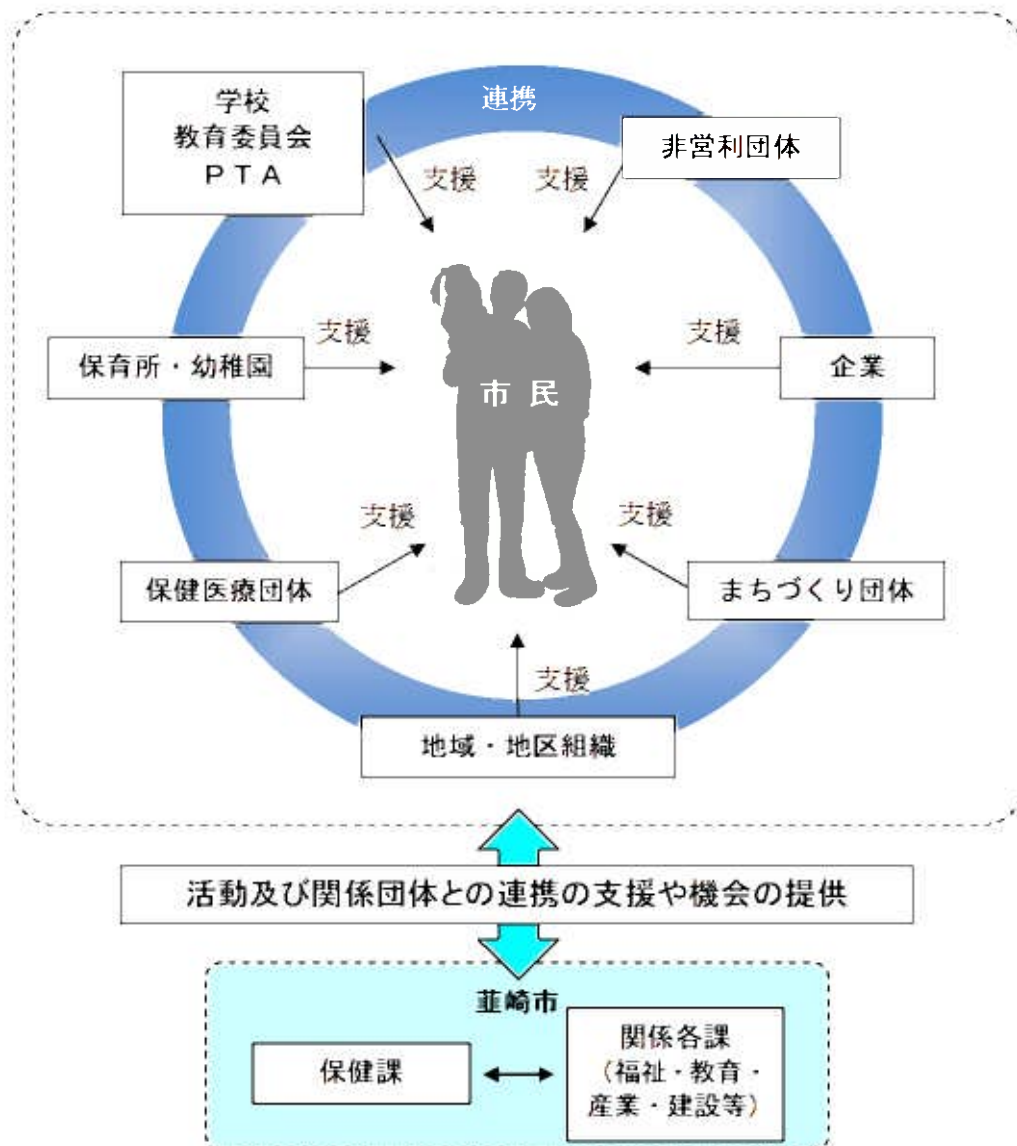 連携
学校
教育委員会
ＰＴＡ
非営利団体
支援
支援
支援
支援
保育所・幼稚園
企業
市民
支援
支援
保健医療団体
まちづくり団体
支援
地域・地区組織
活動及び関係団体との連携の支援や機会の提供
韮崎市
保健課
関係各課
（福祉・教育・
産業・建設等）